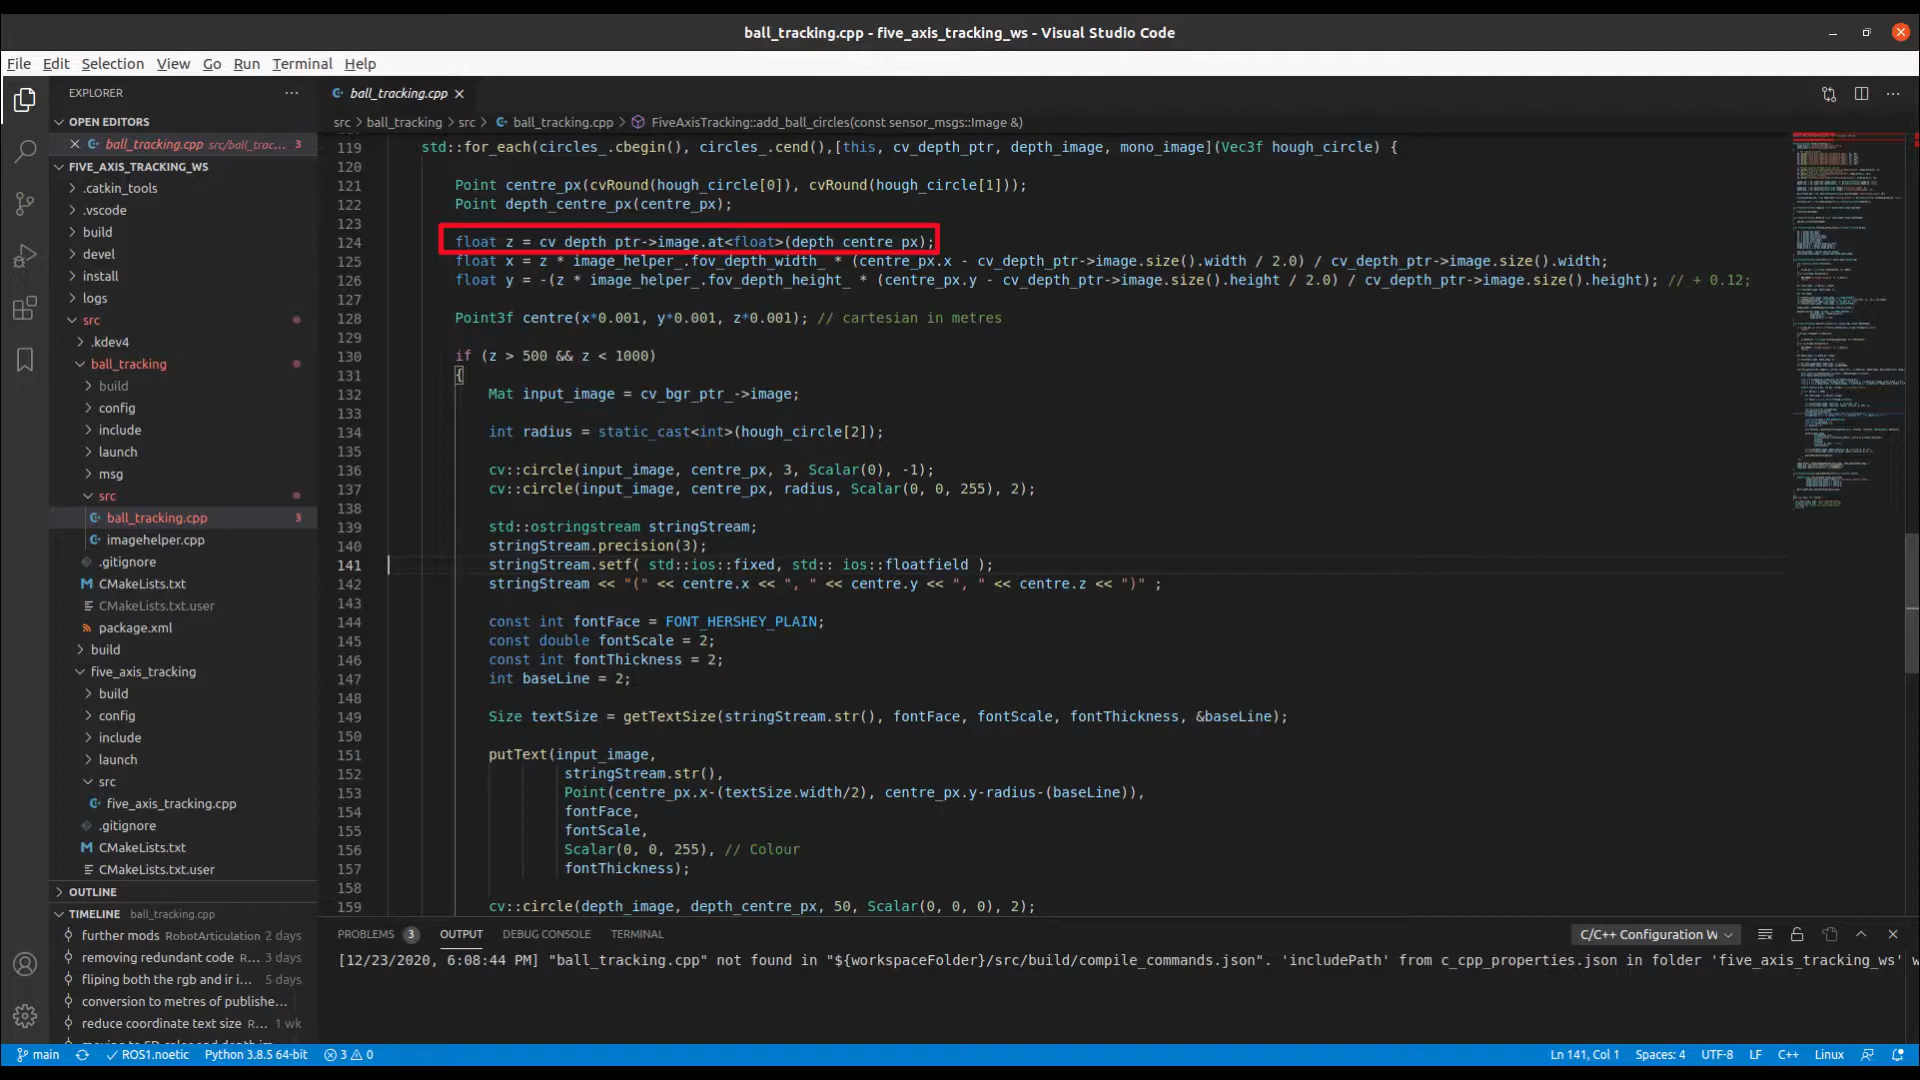 ball_tracking.cpp - five_axis_tracking_ws - Visual Studio Code
File Edit Selection View Go Run Terminal Help
EXPLORER
ball_tracking.cpp
OPEN EDITORS
src > ball_tracking > src > ball_tracking.cpp > FiveAxisTracking::add_ball_circles(const sensor_msgs::Image &)
ball_tracking.cpp src/ball_trac... 3
FIVE_AXIS_TRACKING_WS
.catkin_tools
.vscode
build
devel
install
logs
src
.kdev4
ball_tracking
build
config
include
launch
msg
src
ball_tracking.cpp 3
imagehelper.cpp
.gitignore
CMakeLists.txt
CMakeLists.txt.user
package.xml
build
five_axis_tracking
build
config
include
launch
src
five_axis_tracking.cpp
.gitignore
CMakeLists.txt
CMakeLists.txt.user
OUTLINE
TIMELINE ball_tracking.cpp
further mods RobotArticulation 2 days
removing redundant code R... 3 days
fliping both the rgb and ir i... 5 days
conversion to metres of publishe...
reduce coordinate text size R... 1 wk
119 std::for_each(circles_.cbegin(), circles_.cend(),[this, cv_depth_ptr, depth_image, mono_image](Vec3f hough_circle) {
120
121 Point centre_px(cvRound(hough_circle[0]), cvRound(hough_circle[1]));
122 Point depth_centre_px(centre_px);
123
124 float z = cv_depth_ptr->image.at<float>(depth_centre_px);
125 float x = z * image_helper_.fov_depth_width_ * (centre_px.x - cv_depth_ptr->image.size().width / 2.0) / cv_depth_ptr->image.size().width;
126 float y = -(z * image_helper_.fov_depth_height_ * (centre_px.y - cv_depth_ptr->image.size().height / 2.0) / cv_depth_ptr->image.size().height); // + 0.12;
127
128 Point3f centre(x*0.001, y*0.001, z*0.001); // cartesian in metres
129
130 if (z > 500 && z < 1000)
131 {
132 Mat input_image = cv_bgr_ptr_->image;
133
134 int radius = static_cast<int>(hough_circle[2]);
135
136 cv::circle(input_image, centre_px, 3, Scalar(0), -1);
137 cv::circle(input_image, centre_px, radius, Scalar(0, 0, 255), 2);
138
139 std::ostringstream stringStream;
140 stringStream.precision(3);
141 stringStream.setf( std::ios::fixed, std:: ios::floatfield );
142 stringStream << "(" << centre.x << ", " << centre.y << ", " << centre.z << ")" ;
143
144 const int fontFace = FONT_HERSHEY_PLAIN;
145 const double fontScale = 2;
146 const int fontThickness = 2;
147 int baseLine = 2;
148
149 Size textSize = getTextSize(stringStream.str(), fontFace, fontScale, fontThickness, &baseLine);
150
151 putText(input_image,
152 stringStream.str(),
153 Point(centre_px.x-(textSize.width/2), centre_px.y-radius-(baseLine)),
154 fontFace,
155 fontScale,
156 Scalar(0, 0, 255), // Colour
157 fontThickness);
158
159 cv::circle(depth_image, depth_centre_px, 50, Scalar(0, 0, 0), 2);
PROBLEMS 3 OUTPUT DEBUG CONSOLE TERMINAL C/C++ Configuration W
[12/23/2020, 6:08:44 PM] "ball_tracking.cpp" not found in "${workspaceFolder}/src/build/compile_commands.json". 'includePath' from c_cpp_properties.json in folder 'five_axis_tracking_ws'
main ROS1.noetic Python 3.8.5 64-bit 3 0 Ln 141, Col 1 Spaces: 4 UTF-8 LF C++ Linux